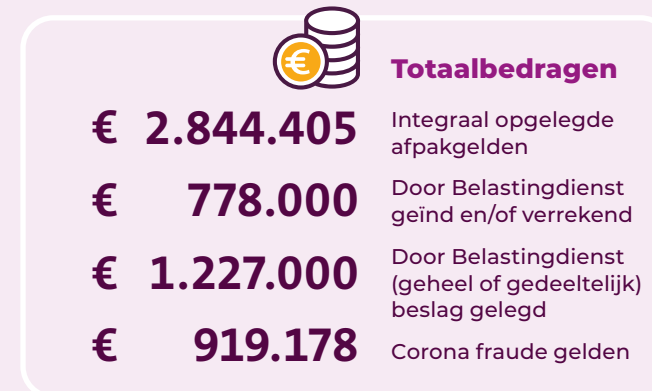 €
Totaalbedragen
€ 2.844.405 Integraal opgelegde
afpakgelden
€ 778.000 Door Belastingdienst
geïnd en/of verrekend
€ 1.227.000 Door Belastingdienst
(geheel of gedeeltelijk)
beslag gelegd
€ 919.178 Corona fraude gelden